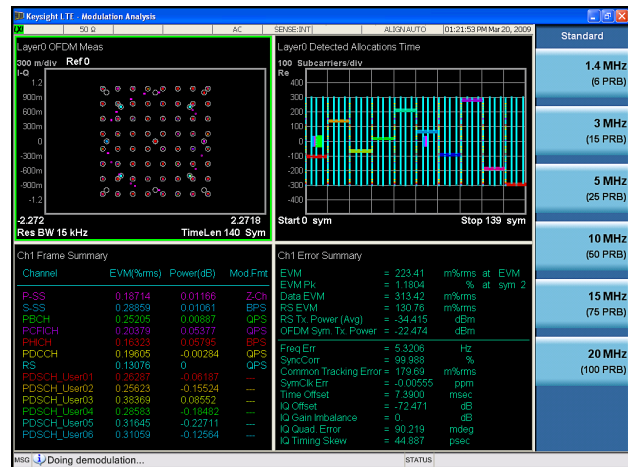 Keysight LTE - Modulation Analysis
50 Ω AC SENSE:INT ALIGN AUTO 01:21:53 PM Mar 20, 2009
Layer0 OFDM Meas
300 m/div Ref 0
I-Q
1.2
900m
600m
300m
0
-300m
-600m
-900m
-1.2
-2.272 2.2718
Res BW 15 kHz TimeLen 140 Sym
Layer0 Detected Allocations Time
100 Subcarriers/div
Re
400
300
200
100
0
-100
-200
-300
-400
Start 0 sym Stop 139 sym
Ch1 Frame Summary
Channel EVM(%rms) Power(dB) Mod.Fmt
P-SS 0.18714 0.01166 Z-Ch
S-SS 0.28859 0.01061 BPS
PBCH 0.25205 0.00887 QPS
PCFICH 0.20379 0.05377 QPS
PHICH 0.16323 0.05795 BPS
PDCCH 0.19605 -0.00284 QPS
RS 0.13076 0 QPS
PDSCH_User01 0.26287 -0.06187 ---
PDSCH_User02 0.25623 -0.15524 ---
PDSCH_User03 0.38369 0.08552 ---
PDSCH_User04 0.28583 -0.18482 ---
PDSCH_User05 0.31645 -0.22711 ---
PDSCH_User06 0.31059 -0.12564 ---
Ch1 Error Summary
EVM = 223.41 m%rms at EVM
EVM Pk = 1.1804 % at sym 2
Data EVM = 313.42 m%rms
RS EVM = 130.76 m%rms
RS Tx. Power (Avg) = -34.415 dBm
OFDM Sym. Tx. Power = -22.474 dBm
Freq Err = 5.3206 Hz
SyncCorr = 99.988 %
Common Tracking Error = 179.69 m%rms
SymClk Err = -0.00555 ppm
Time Offset = 7.3900 msec
IQ Offset = -72.471 dB
IQ Gain Imbalance = 0 dB
IQ Quad. Error = 90.219 mdeg
IQ Timing Skew = 44.887 psec
Standard
1.4 MHz
(6 PRB)
3 MHz
(15 PRB)
5 MHz
(25 PRB)
10 MHz
(50 PRB)
15 MHz
(75 PRB)
20 MHz
(100 PRB)
MSG Doing demodulation... STATUS